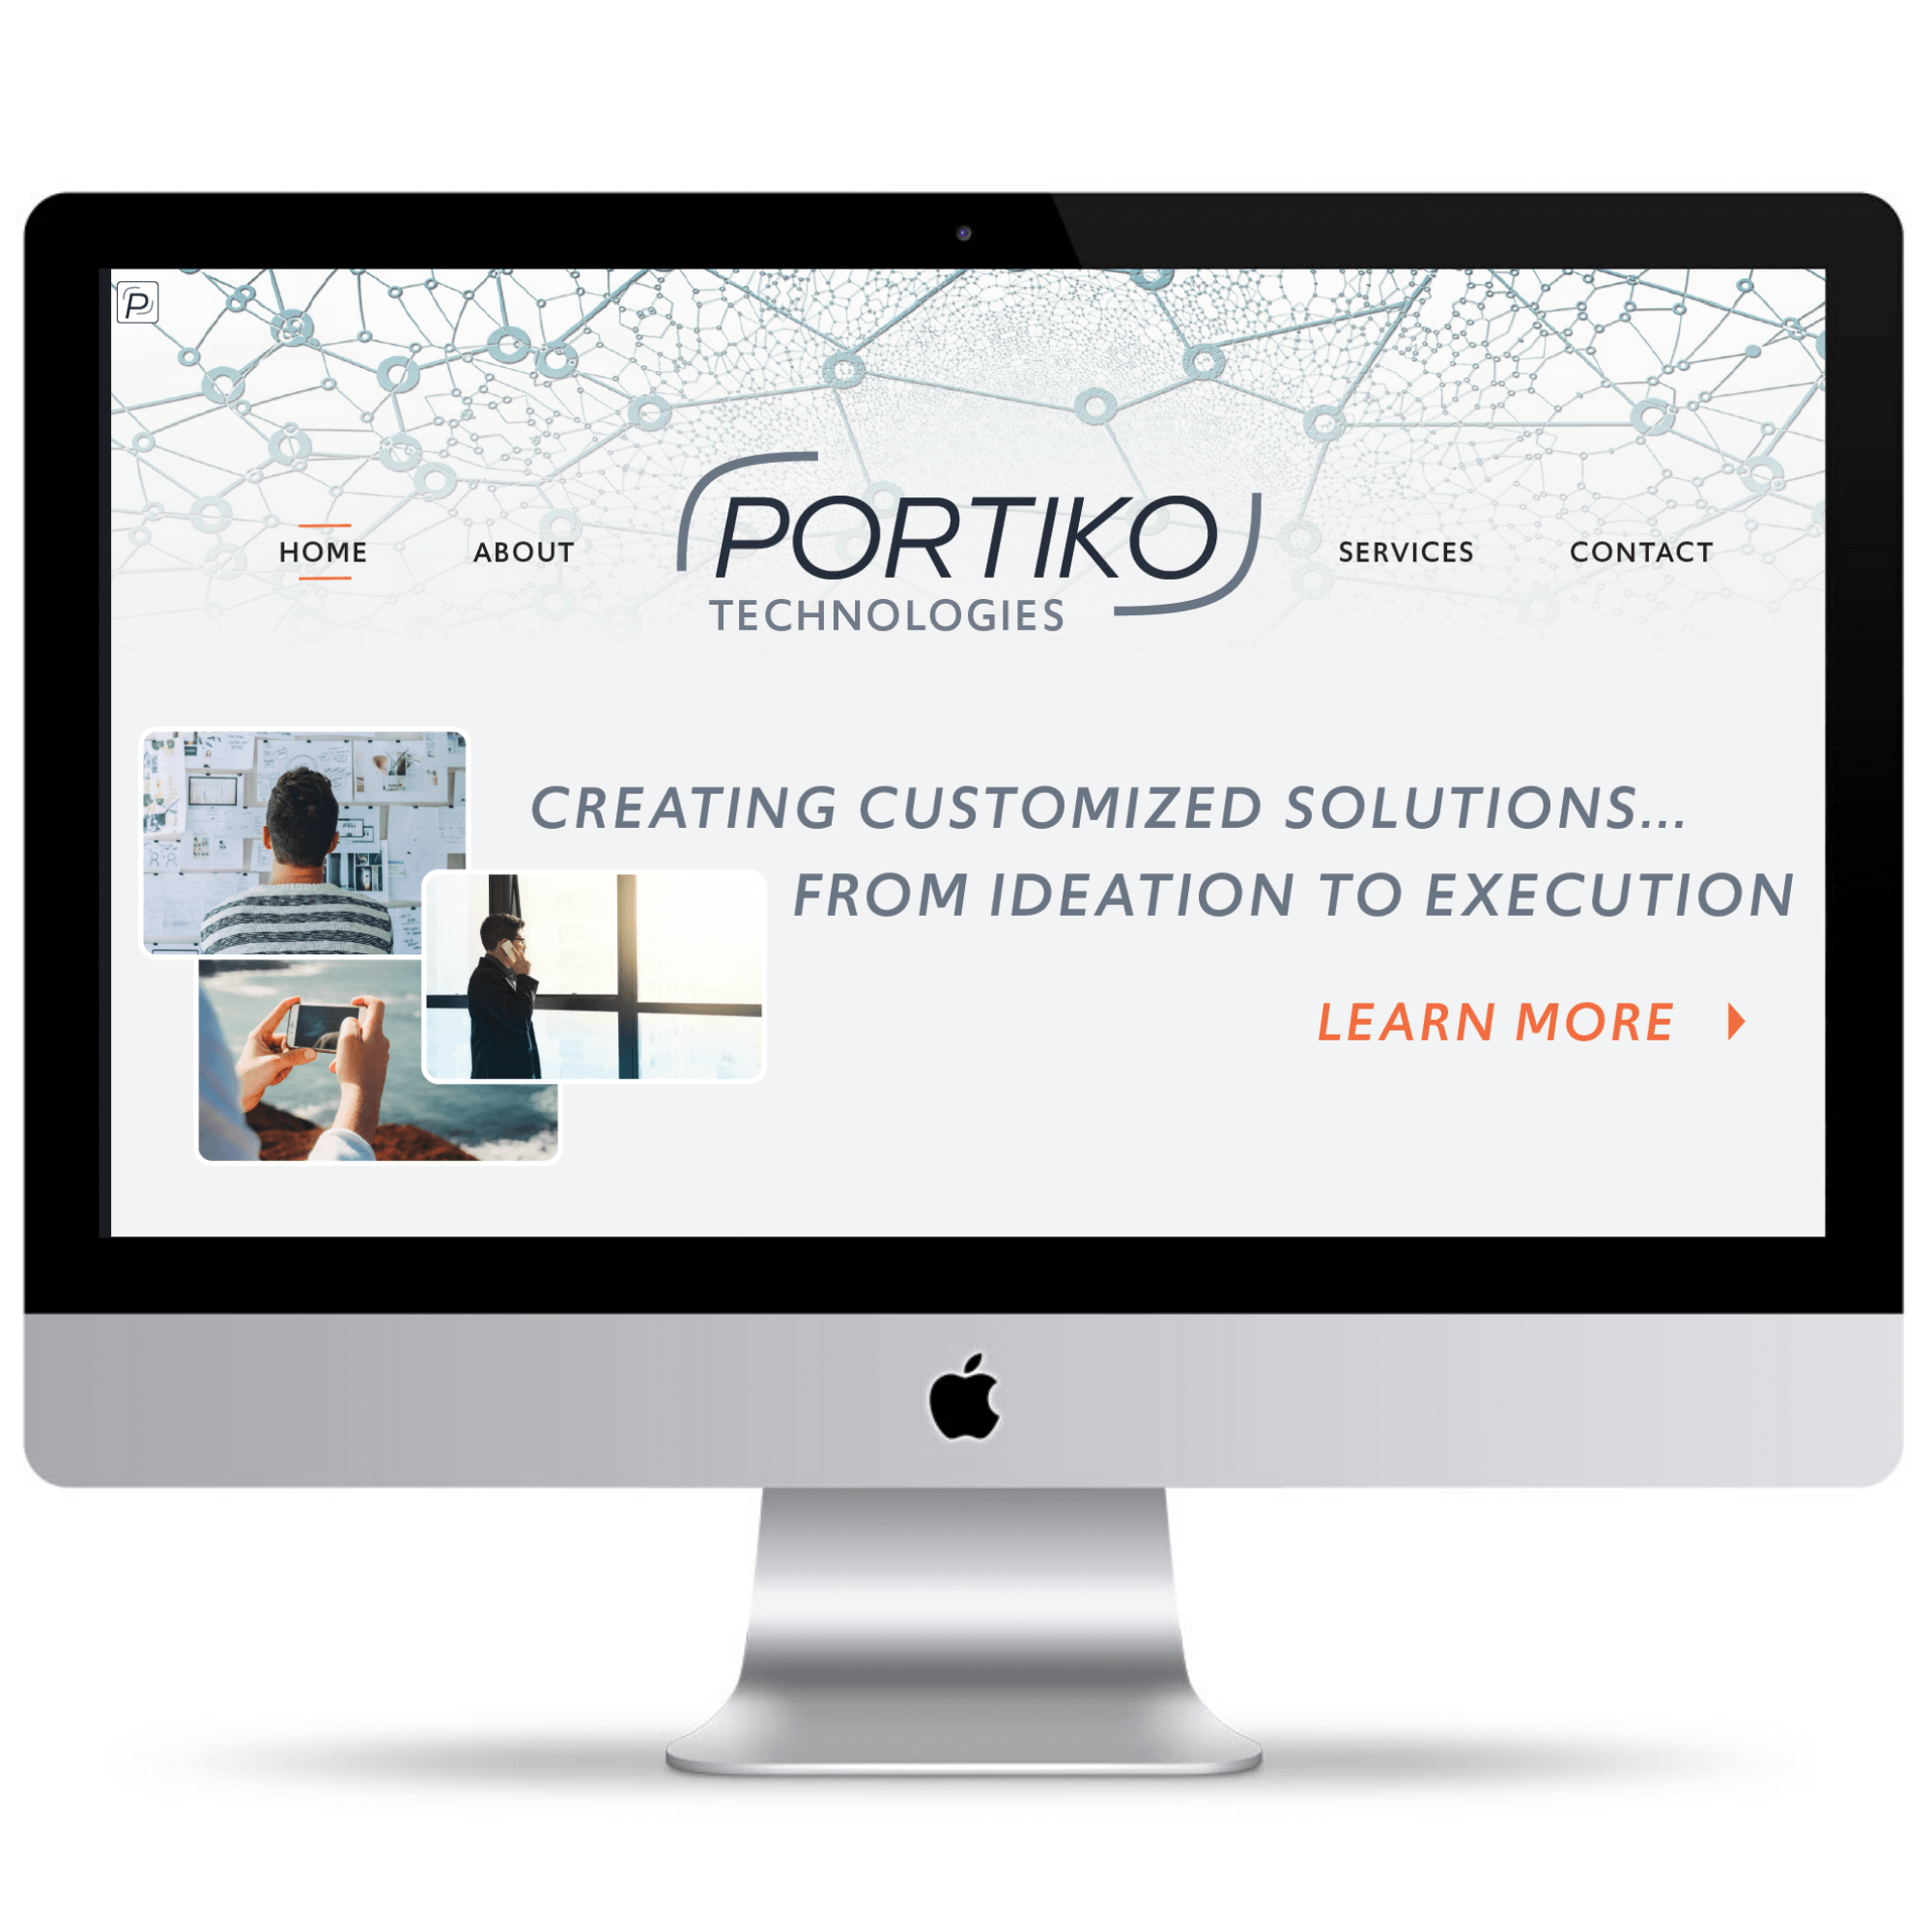 P
HOME
ABOUT
PORTIKO
TECHNOLOGIES
SERVICES
CONTACT
CREATING CUSTOMIZED SOLUTIONS...
FROM IDEATION TO EXECUTION
LEARN MORE